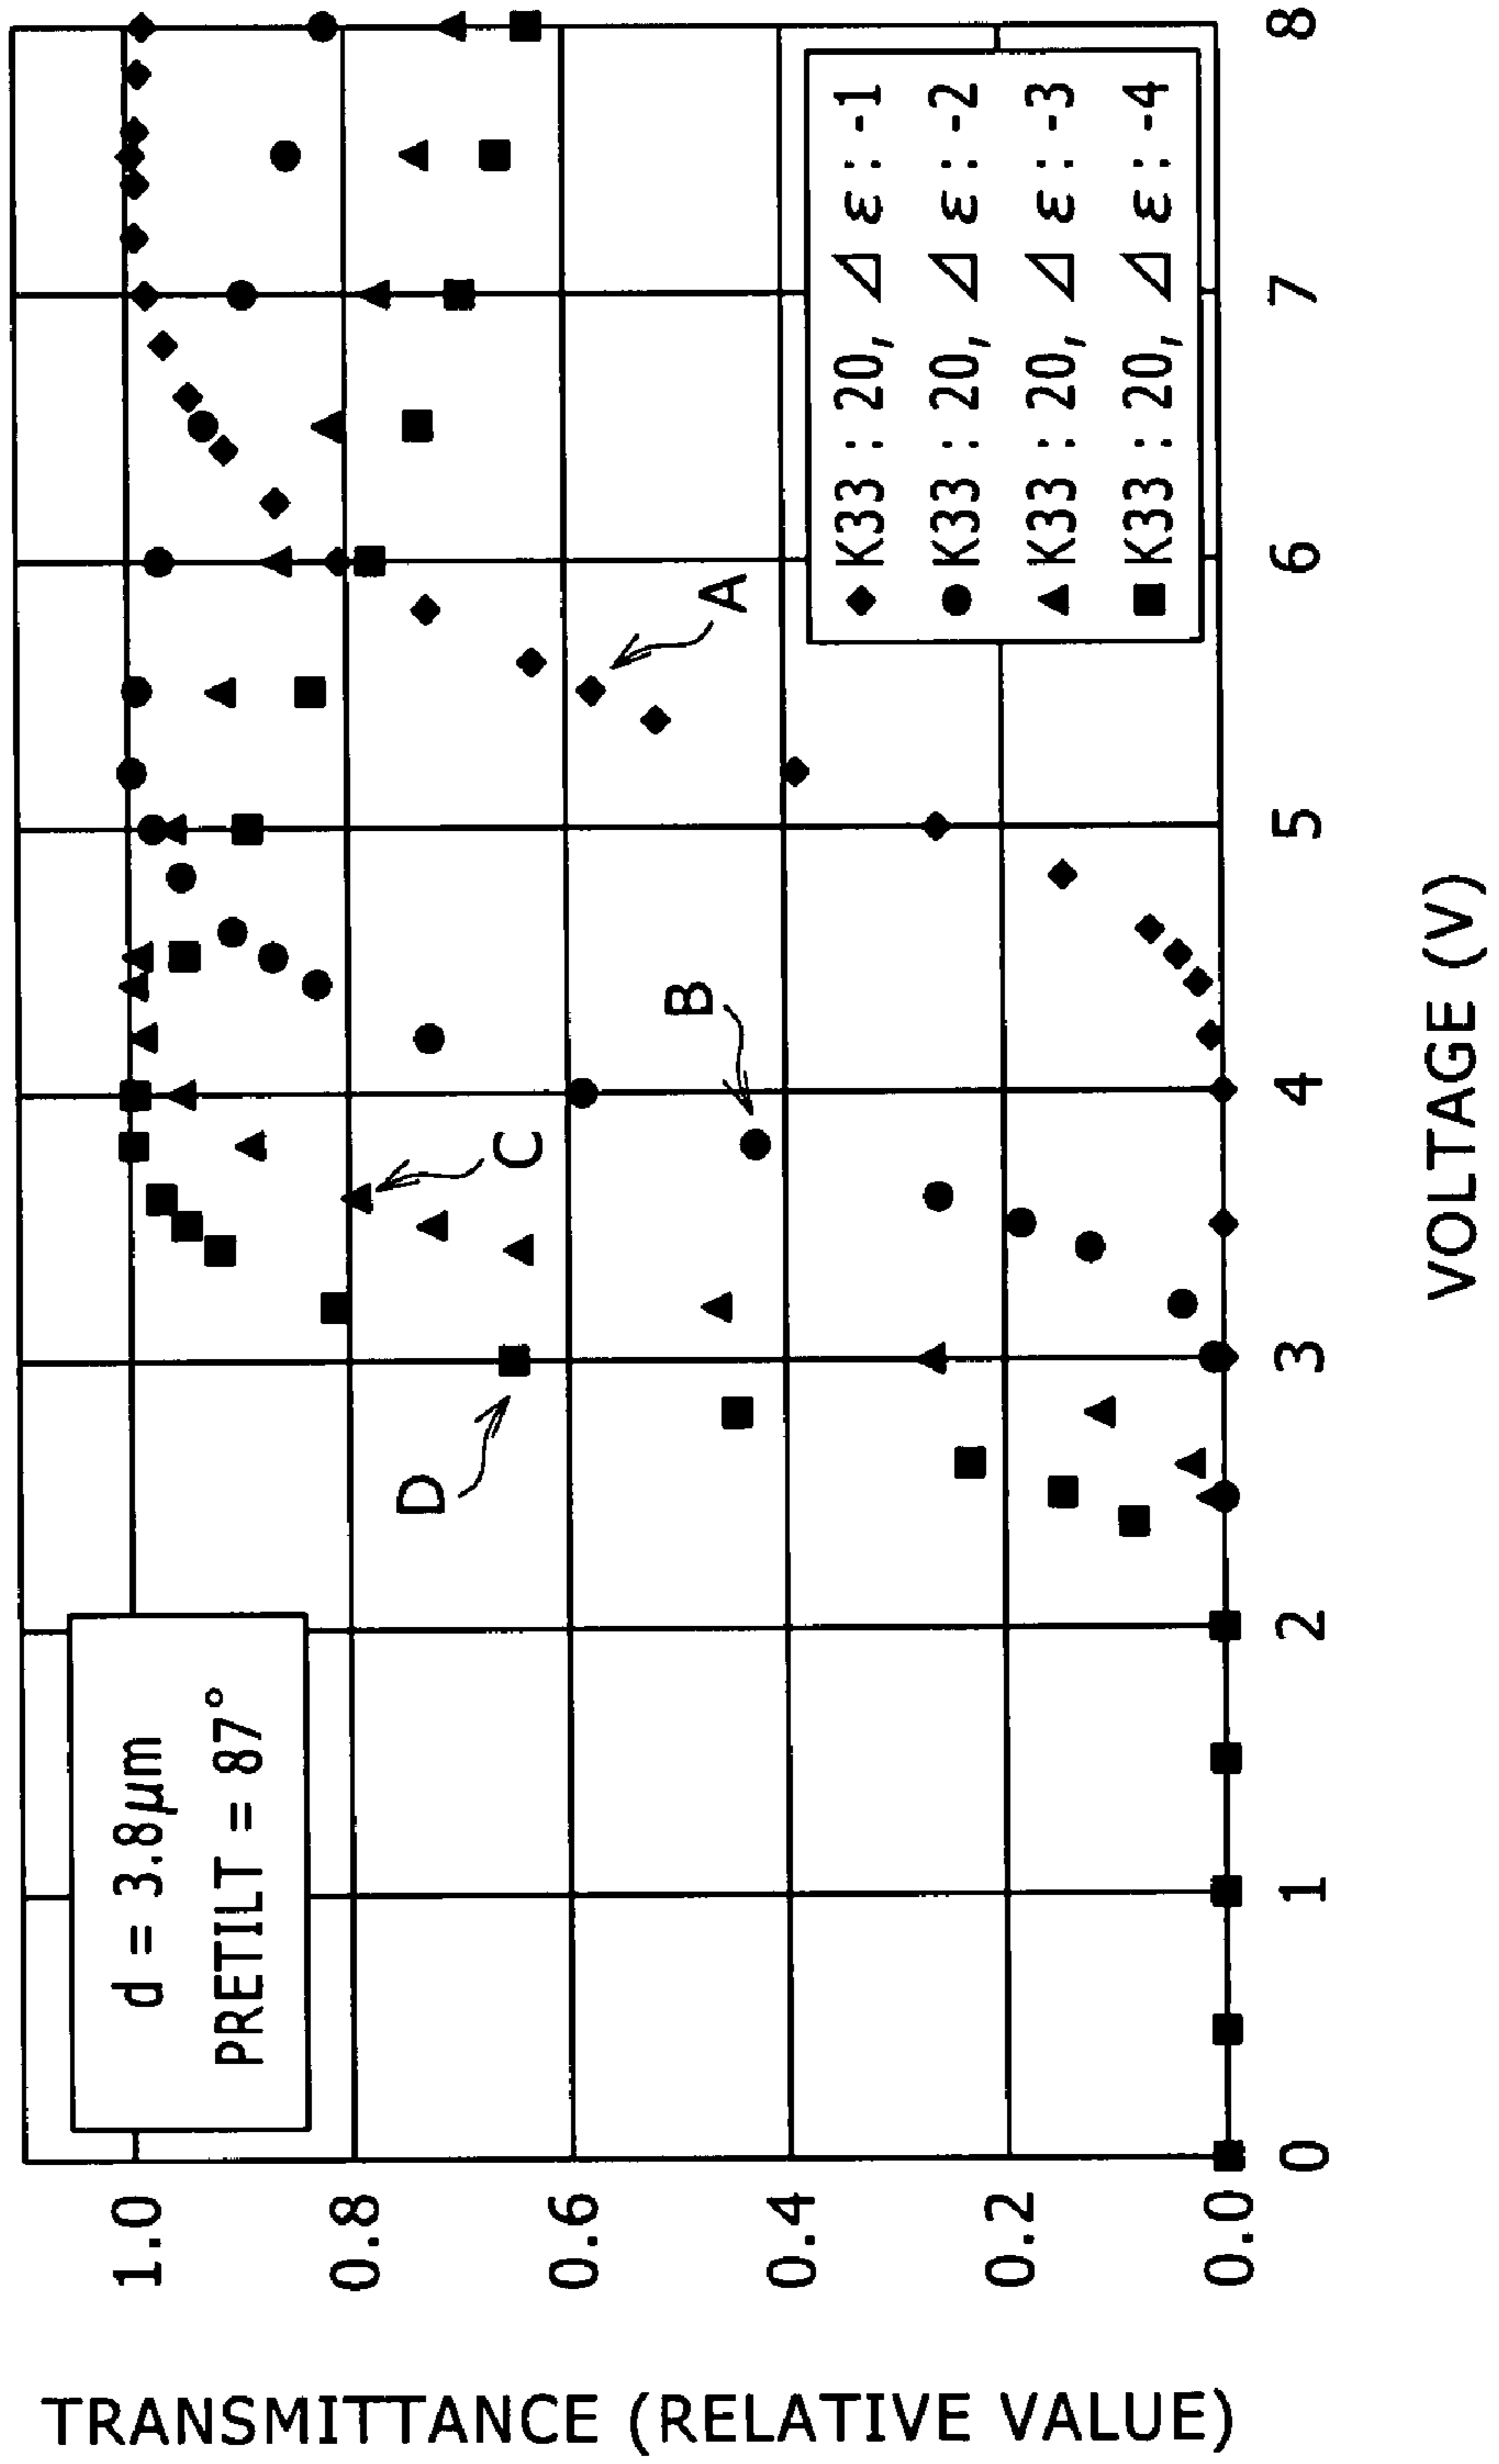 TRANSMITTANCE (RELATIVE VALUE)
1.0
0.8
0.6
0.4
0.2
0.0
d = 3.8μm
PRETILT = 87°
D
C
B
A
◆ K33 : 20, Δ ε : -1
● K33 : 20, Δ ε : -2
▲ K33 : 20, Δ ε : -3
■ K33 : 20, Δ ε : -4
0 1 2 3 4 5 6 7 8
VOLTAGE (V)